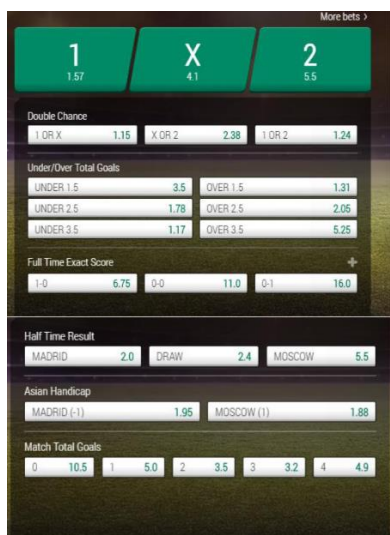 More bets >
1 X 2
1.57 4.1 5.5
Double Chance
1 OR X 1.15 X OR 2 2.38 1 OR 2 1.24
Under/Over Total Goals
UNDER 1.5 3.5 OVER 1.5 1.31
UNDER 2.5 1.78 OVER 2.5 2.05
UNDER 3.5 1.17 OVER 3.5 5.25
Full Time Exact Score +
1-0 6.75 0-0 11.0 0-1 16.0
Half Time Result
MADRID 2.0 DRAW 2.4 MOSCOW 5.5
Asian Handicap
MADRID (-1) 1.95 MOSCOW (1) 1.88
Match Total Goals
0 10.5 1 5.0 2 3.5 3 3.2 4 4.9